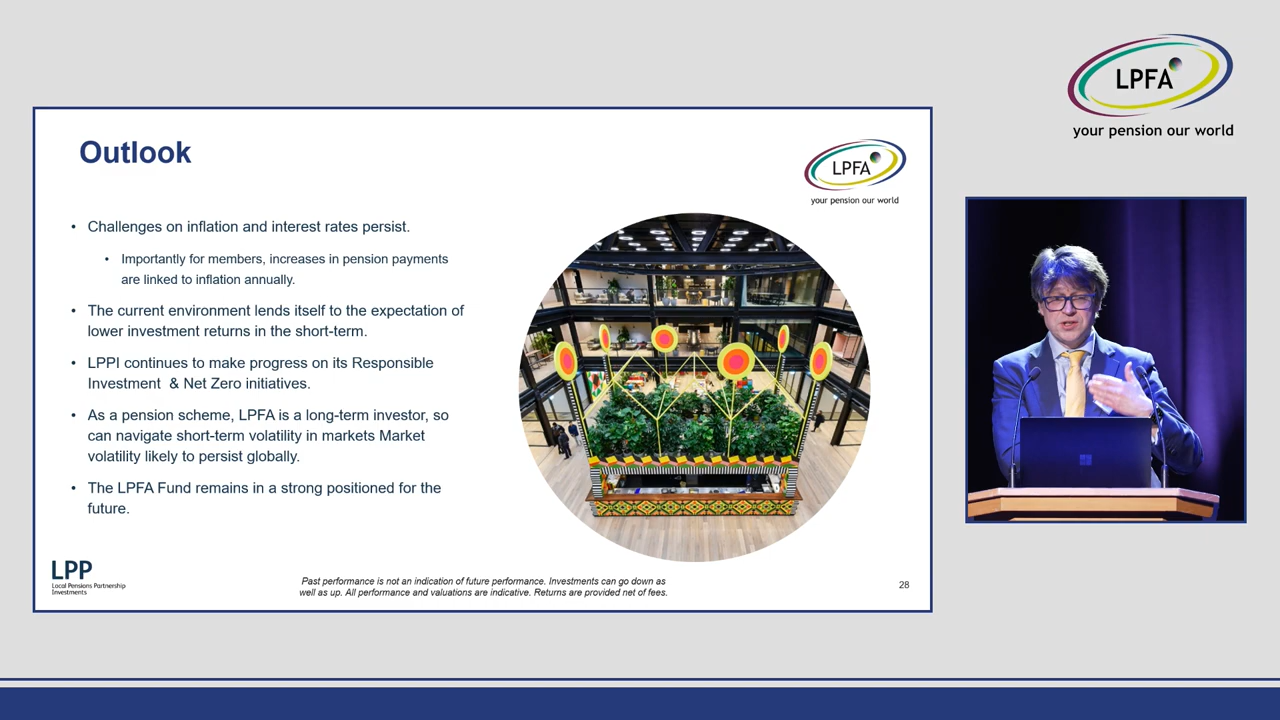 LPFA
your pension our world
Outlook
LPFA
your pension our world
• Challenges on inflation and interest rates persist.
• Importantly for members, increases in pension payments
are linked to inflation annually.
• The current environment lends itself to the expectation of
lower investment returns in the short-term.
• LPPI continues to make progress on its Responsible
Investment & Net Zero initiatives.
• As a pension scheme, LPFA is a long-term investor, so
can navigate short-term volatility in markets Market
volatility likely to persist globally.
• The LPFA Fund remains in a strong positioned for the
future.
LPP
Local Pensions Partnership
Investments
Past performance is not an indication of future performance. Investments can go down as
well as up. All performance and valuations are indicative. Returns are provided net of fees.
28